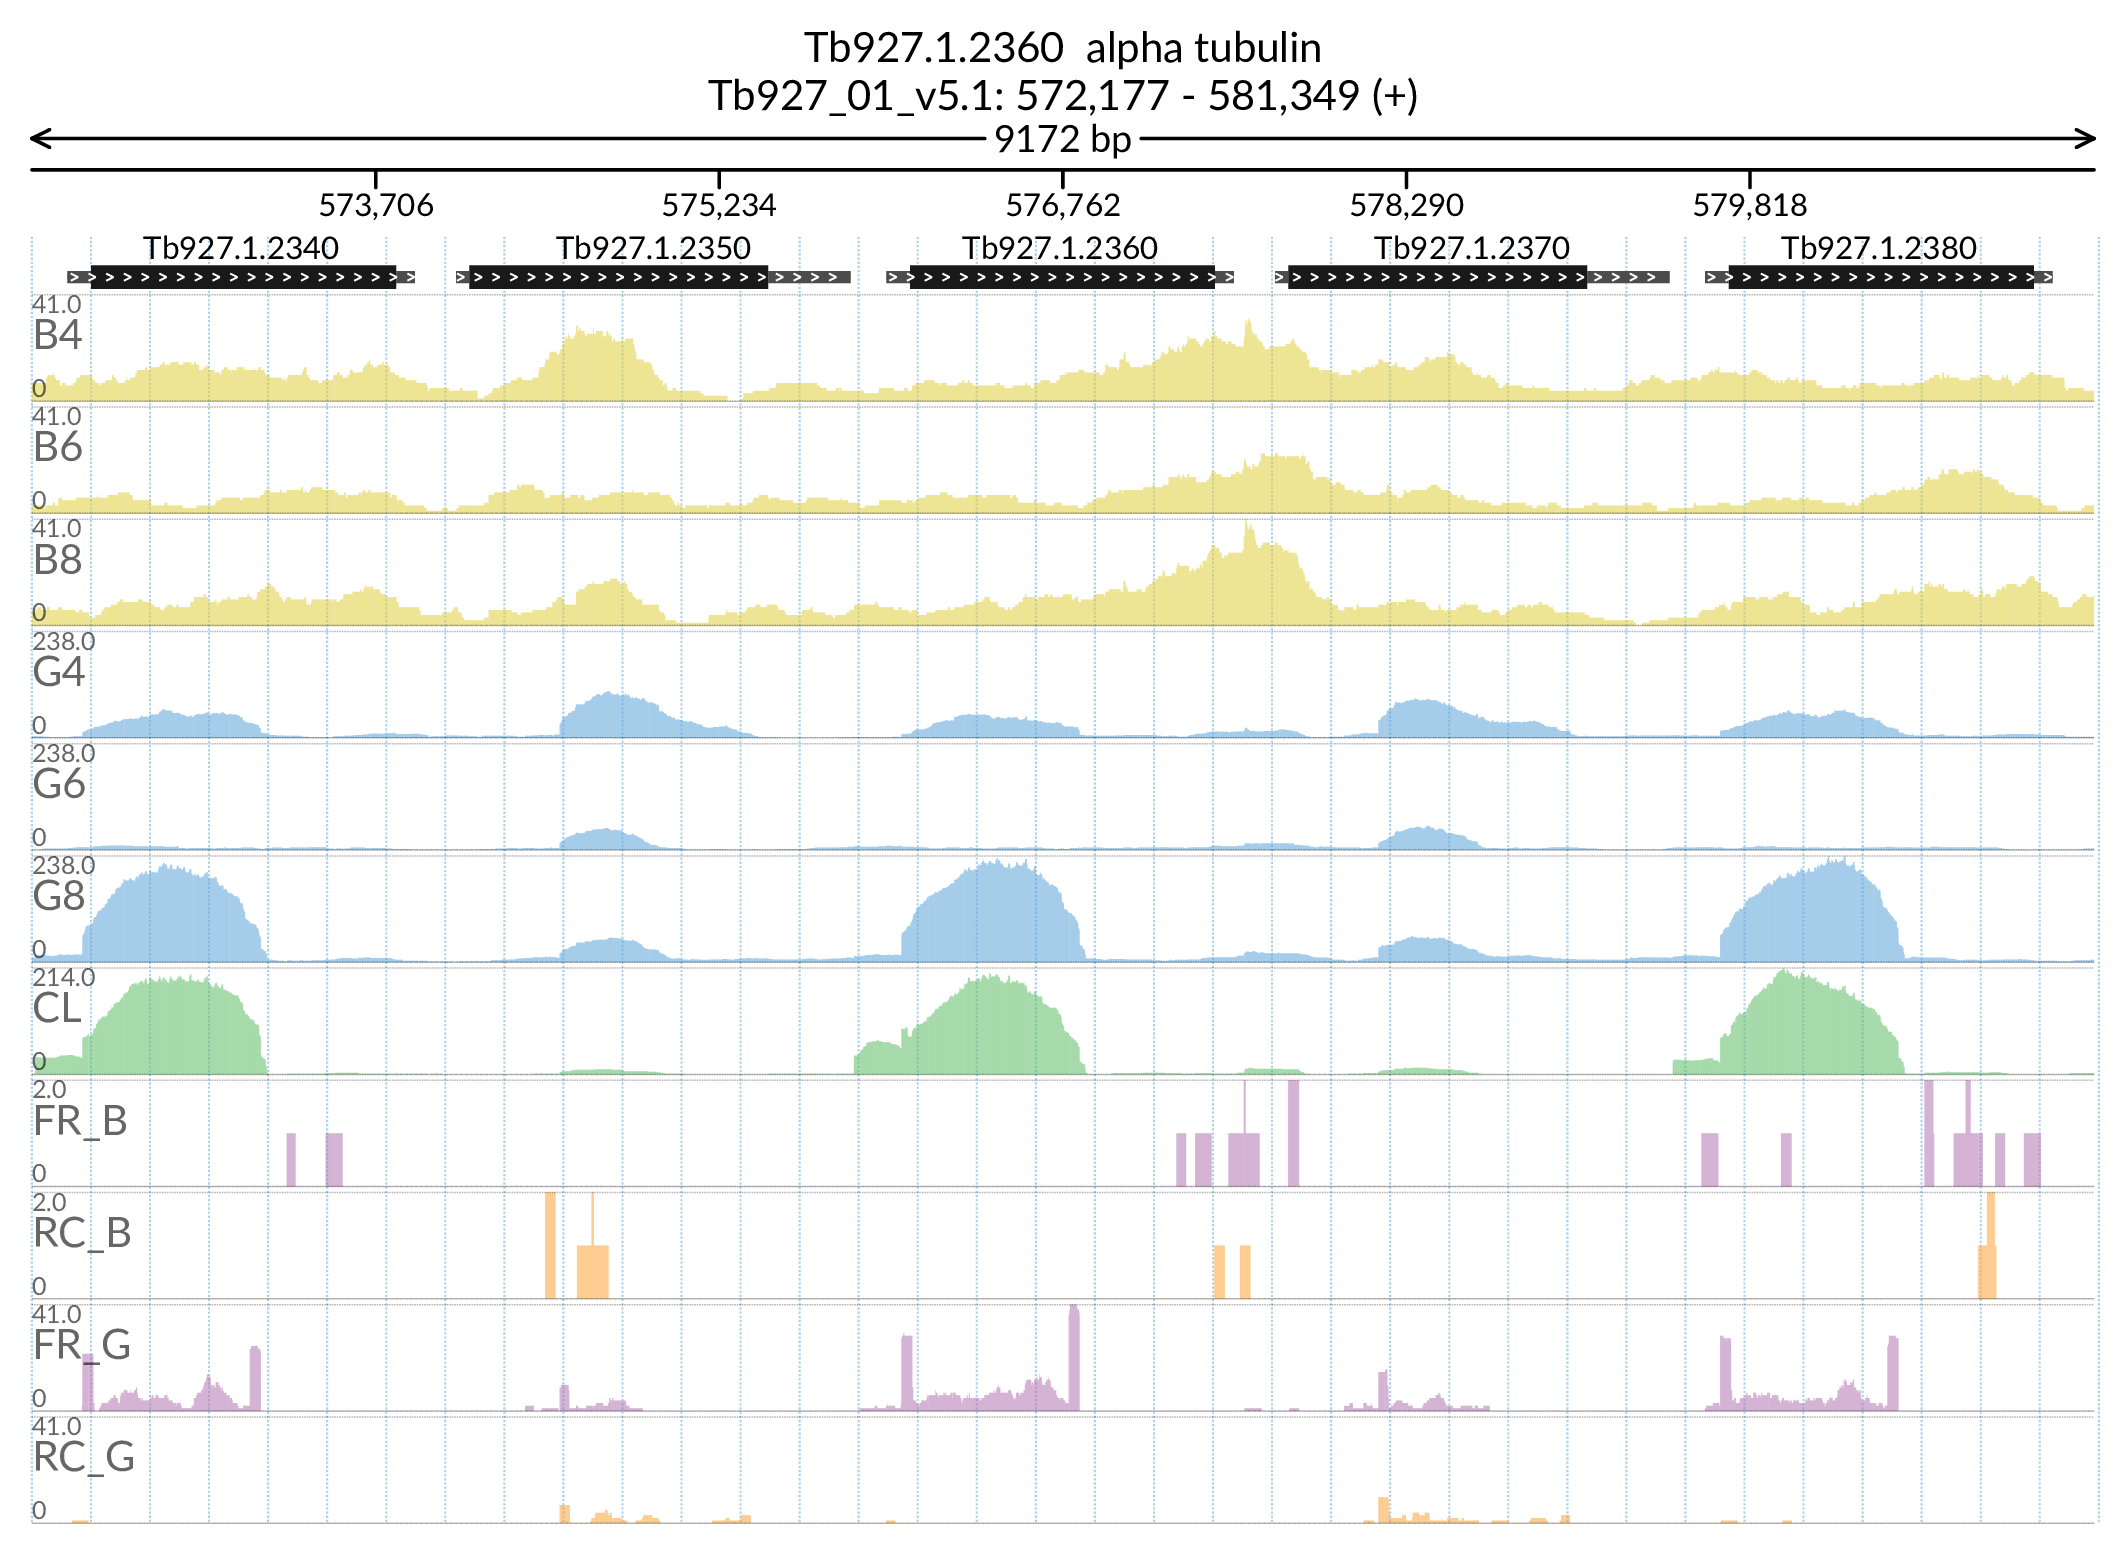 Tb927.1.2360 alpha tubulin
Tb927_01_v5.1: 572,177 - 581,349 (+)
9172 bp
573,706 575,234 576,762 578,290 579,818
Tb927.1.2340 Tb927.1.2350 Tb927.1.2360 Tb927.1.2370 Tb927.1.2380
41.0
B4
0
41.0
B6
0
41.0
B8
0
238.0
G4
0
238.0
G6
0
238.0
G8
0
214.0
CL
0
2.0
FR_B
0
2.0
RC_B
0
41.0
FR_G
0
41.0
RC_G
0